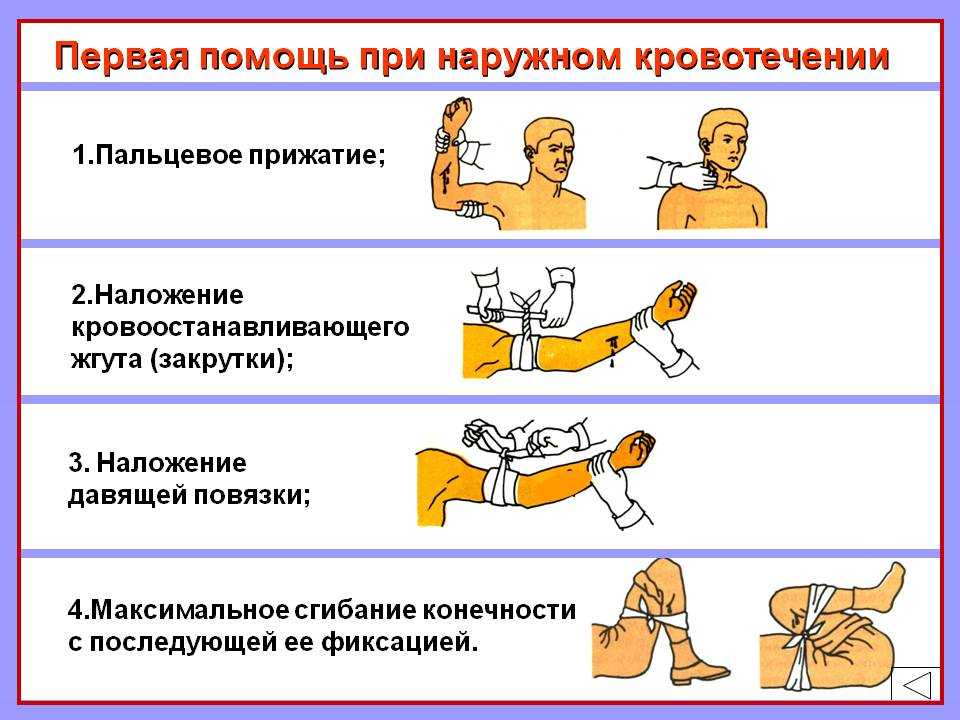 Первая помощь при наружном кровотечении
1.Пальцевое прижатие;
2.Наложение
кровоостанавливающего
жгута (закрутки);
3. Наложение
давящей повязки;
4.Максимальное сгибание конечности
с последующей ее фиксацией.